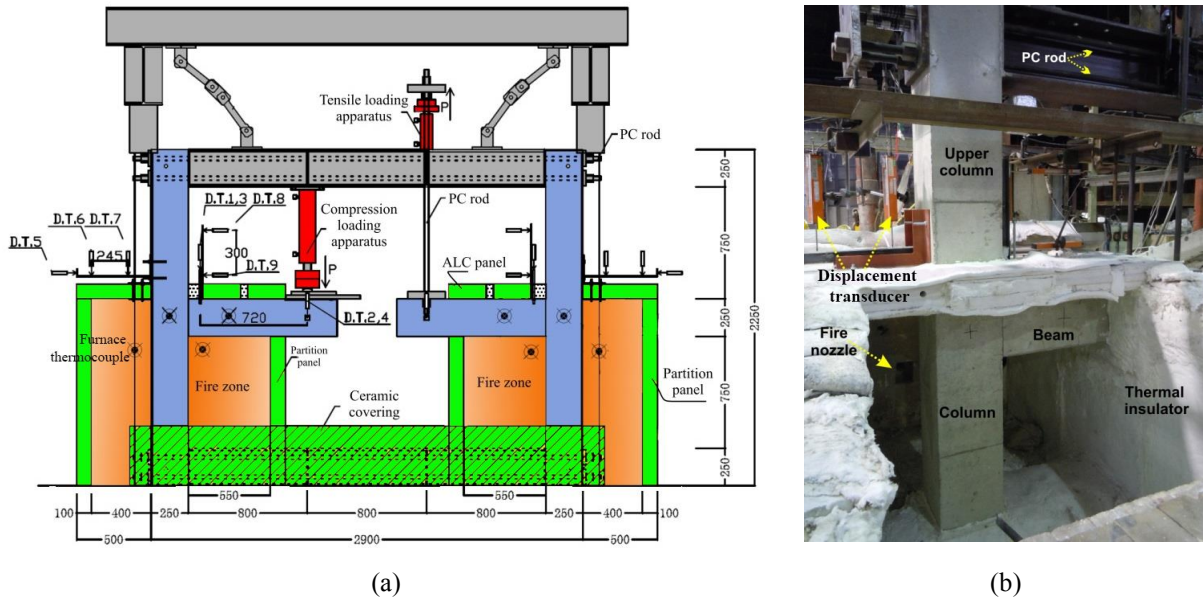 Tensile loading
apparatus
P
PC rod
D.T.1,3
D.T.8
D.T.6
D.T.7
Compression
loading
apparatus
PC rod
D.T.5
245
300
D.T.9
P
ALC panel
720
D.T.2,4
Furnace
thermocouple
Partition
panel
Fire zone
Fire zone
Ceramic
covering
Partition
panel
250
750
250
750
250
2250
550
550
100
400
250
800
800
800
250
400
100
500
2900
500
(a)
PC rod
Upper
column
Displacement
transducer
Fire
nozzle
Beam
Column
Thermal
insulator
(b)